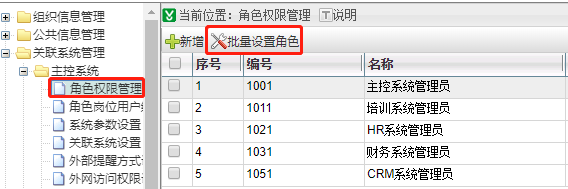 组织信息管理
公共信息管理
关联系统管理
主控系统
角色权限管理
角色岗位用户
系统参数设置
关联系统设置
外部提醒方式
外网访问权限
当前位置：角色权限管理 说明
新增 批量设置角色
序号 编号 名称
1 1001 主控系统管理员
2 1011 培训系统管理员
3 1021 HR系统管理员
4 1031 财务系统管理员
5 1051 CRM系统管理员